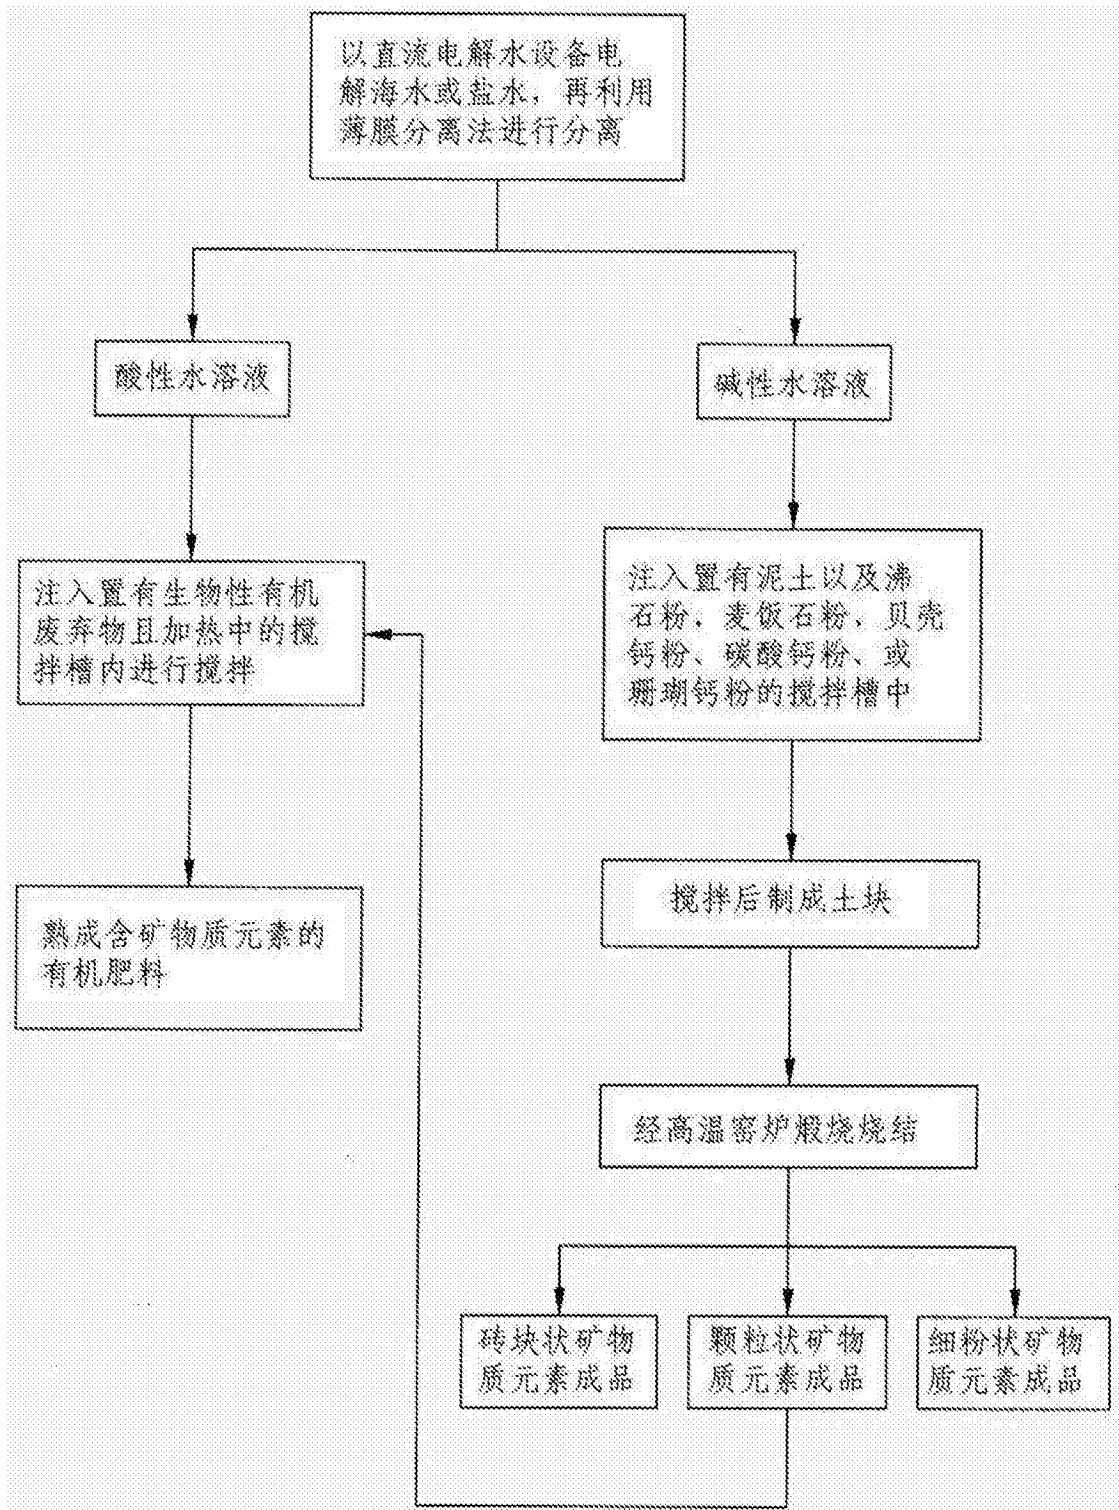 以直流电解水设备电
解海水或盐水，再利用
薄膜分离法进行分离
酸性水溶液
碱性水溶液
注入置有生物性有机
废弃物且加热中的搅
拌槽内进行搅拌
注入置有泥土以及沸
石粉、麦饭石粉、贝壳
钙粉、碳酸钙粉、或
珊瑚钙粉的搅拌槽中
熟成含矿物质元素的
有机肥料
搅拌后制成土块
经高温窑炉煅烧烧结
砖块状矿物
质元素成品
颗粒状矿物
质元素成品
细粉状矿物
质元素成品